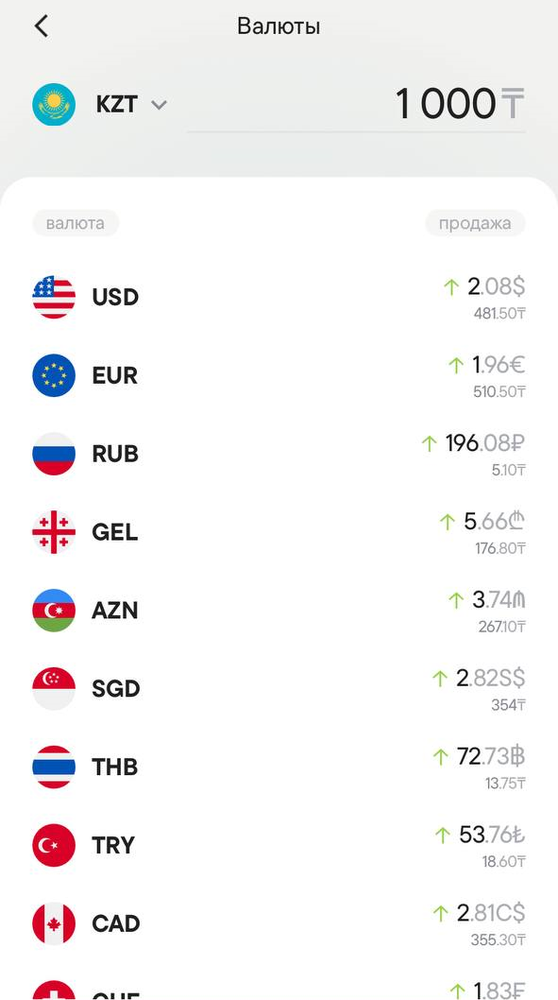 Валюты
KZT 1 000 ₸
валюта продажа
USD ↑ 2.08$
481.50₸
EUR ↑ 1.96€
510.50₸
RUB ↑ 196.08₽
5.10₸
GEL ↑ 5.66₾
176.80₸
AZN ↑ 3.74₼
267.10₸
SGD ↑ 2.82S$
354₸
THB ↑ 72.73฿
13.75₸
TRY ↑ 53.76₺
18.60₸
CAD ↑ 2.81C$
355.30₸
CHF ↑ 1.83₣